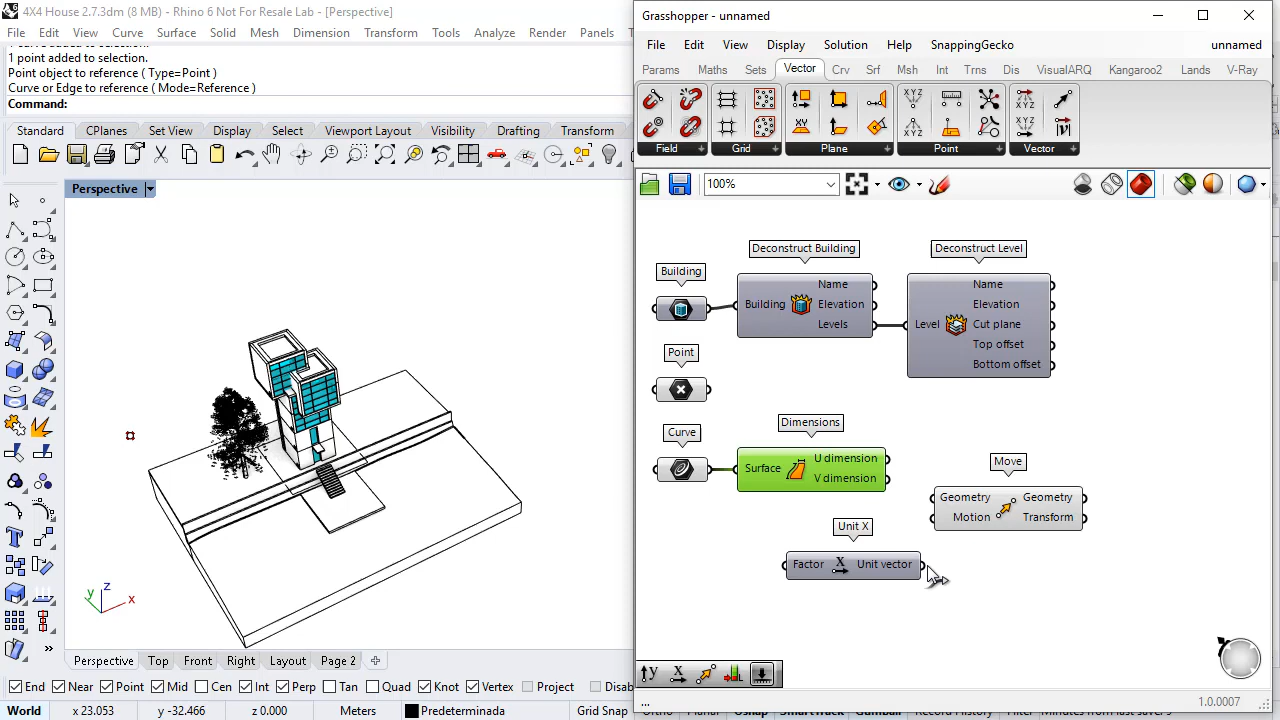 4X4 House 2.7.3dm (8 MB) - Rhino 6 Not For Resale Lab - [Perspective]
File Edit View Curve Surface Solid Mesh Dimension Transform Tools Analyze Render Panels
1 point added to selection.
Point object to reference ( Type=Point )
Curve or Edge to reference ( Mode=Reference )
Command:
Standard CPlanes Set View Display Select Viewport Layout Visibility Drafting Transform
Perspective
z
y
x
Perspective Top Front Right Layout Page 2
End Near Point Mid Cen Int Perp Tan Quad Knot Vertex Project Disab
World x 23.053 y -32.466 z 0.000 Meters Predeterminada Grid Snap
Grasshopper - unnamed
File Edit View Display Solution Help SnappingGecko unnamed
Params Maths Sets Vector Crv Srf Msh Int Trns Dis VisualARQ Kangaroo2 Lands V-Ray
Field Grid Plane Point Vector
100%
Deconstruct Building Deconstruct Level
Building
Name
Building Elevation
Levels
Name
Elevation
Level Cut plane
Top offset
Bottom offset
Point
Curve
Dimensions
U dimension
Surface
V dimension
Move
Geometry Geometry
Motion Transform
Unit X
Factor X Unit vector
...
1.0.0007